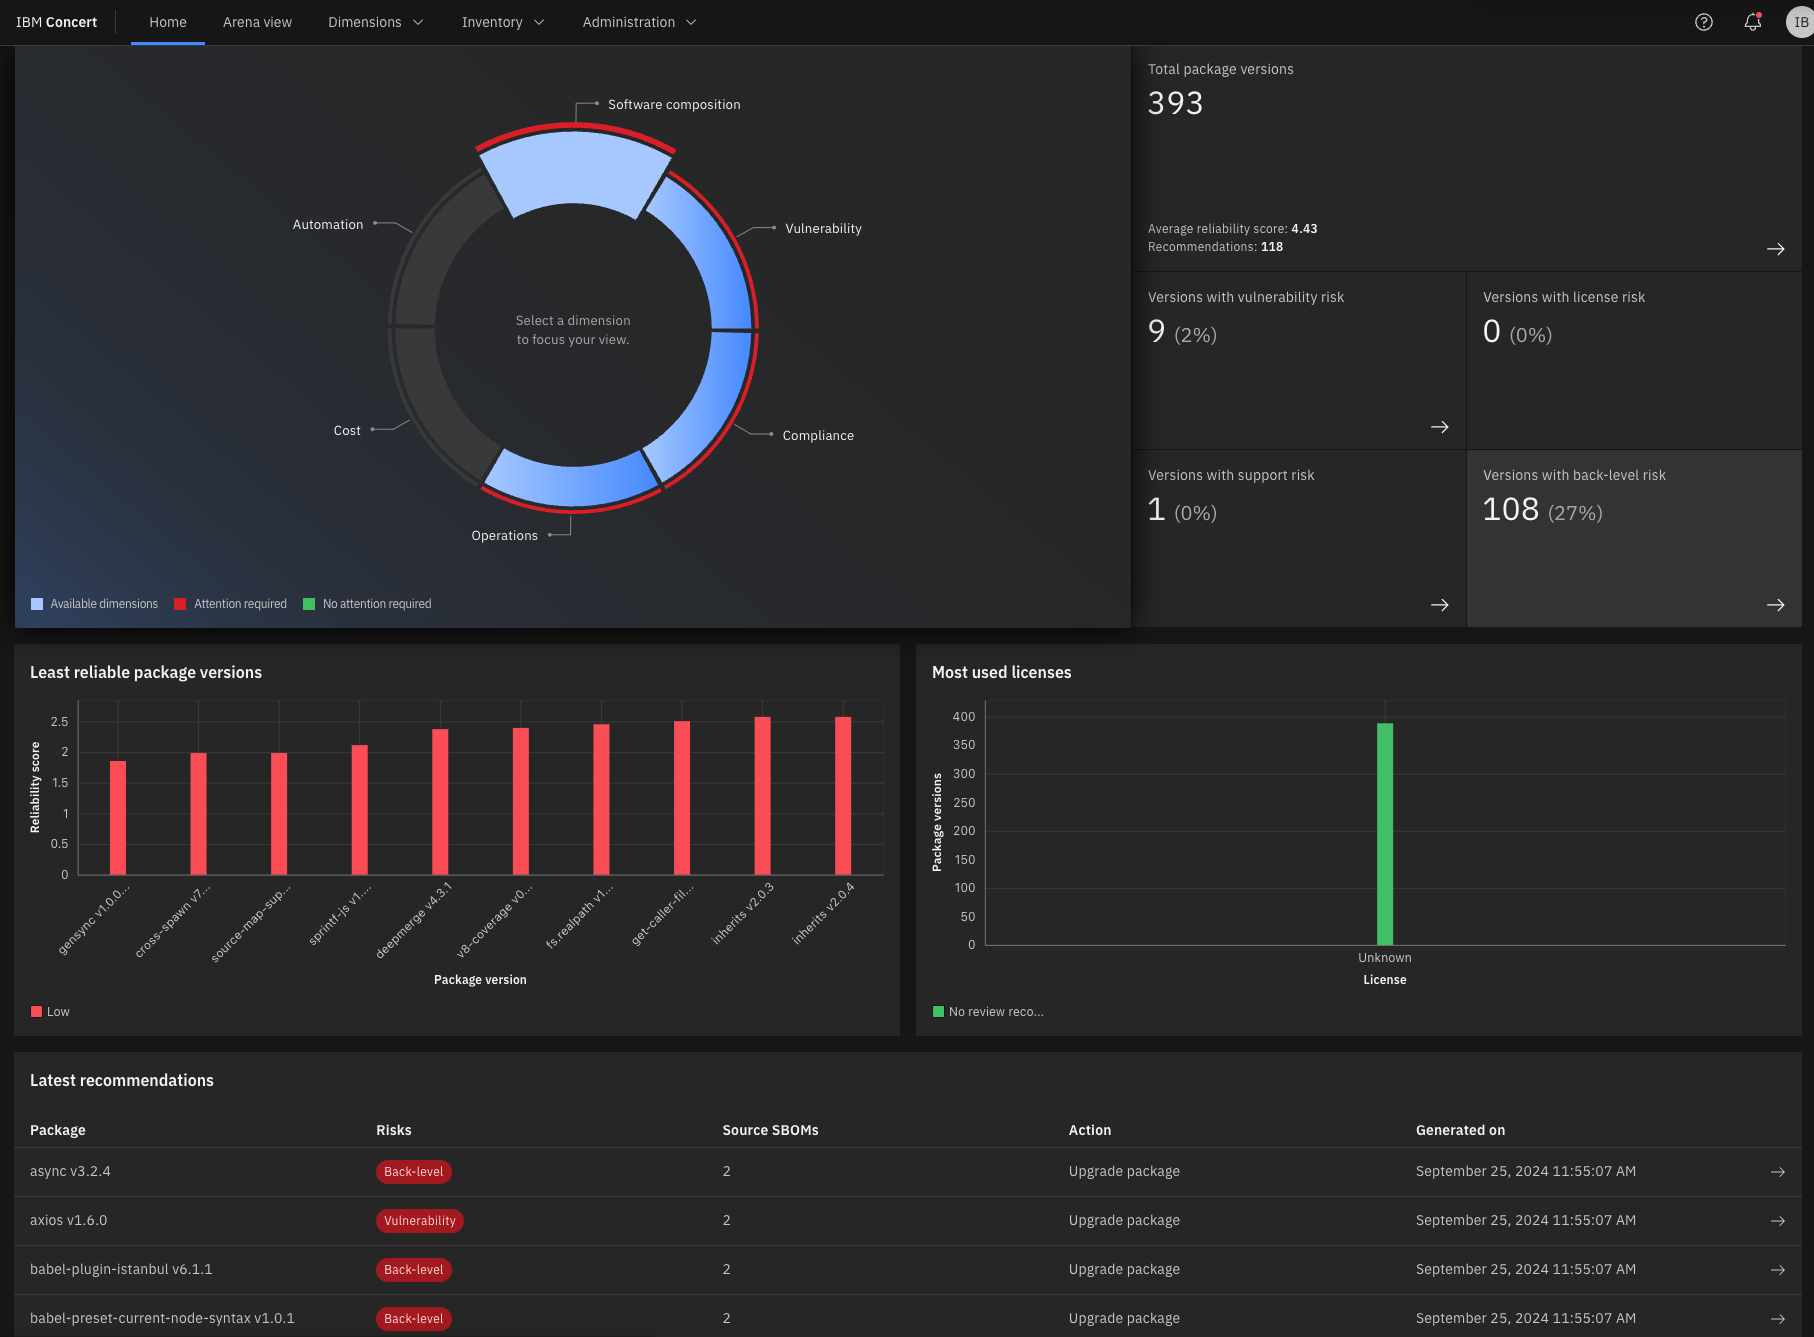 IBM Concert
Home
Arena view
Dimensions
Inventory
Administration
IB
Software composition
Automation
Vulnerability
Select a dimension
to focus your view.
Cost
Compliance
Operations
Available dimensions
Attention required
No attention required
Total package versions
393
Average reliability score: 4.43
Recommendations: 118
Versions with vulnerability risk
9 (2%)
Versions with license risk
0 (0%)
Versions with support risk
1 (0%)
Versions with back-level risk
108 (27%)
Least reliable package versions
Reliability score
2.5
2
1.5
1
0.5
0
gensync v1.0.0...
cross-spawn v7...
source-map-sup...
sprintf-js v1....
deepmerge v4.3.1
v8-coverage v0...
fs.realpath v1...
get-caller-fil...
inherits v2.0.3
inherits v2.0.4
Package version
Low
Most used licenses
Package versions
400
350
300
250
200
150
100
50
0
Unknown
License
No review reco...
Latest recommendations
Package Risks Source SBOMs Action Generated on
async v3.2.4 Back-level 2 Upgrade package September 25, 2024 11:55:07 AM
axios v1.6.0 Vulnerability 2 Upgrade package September 25, 2024 11:55:07 AM
babel-plugin-istanbul v6.1.1 Back-level 2 Upgrade package September 25, 2024 11:55:07 AM
babel-preset-current-node-syntax v1.0.1 Back-level 2 Upgrade package September 25, 2024 11:55:07 AM